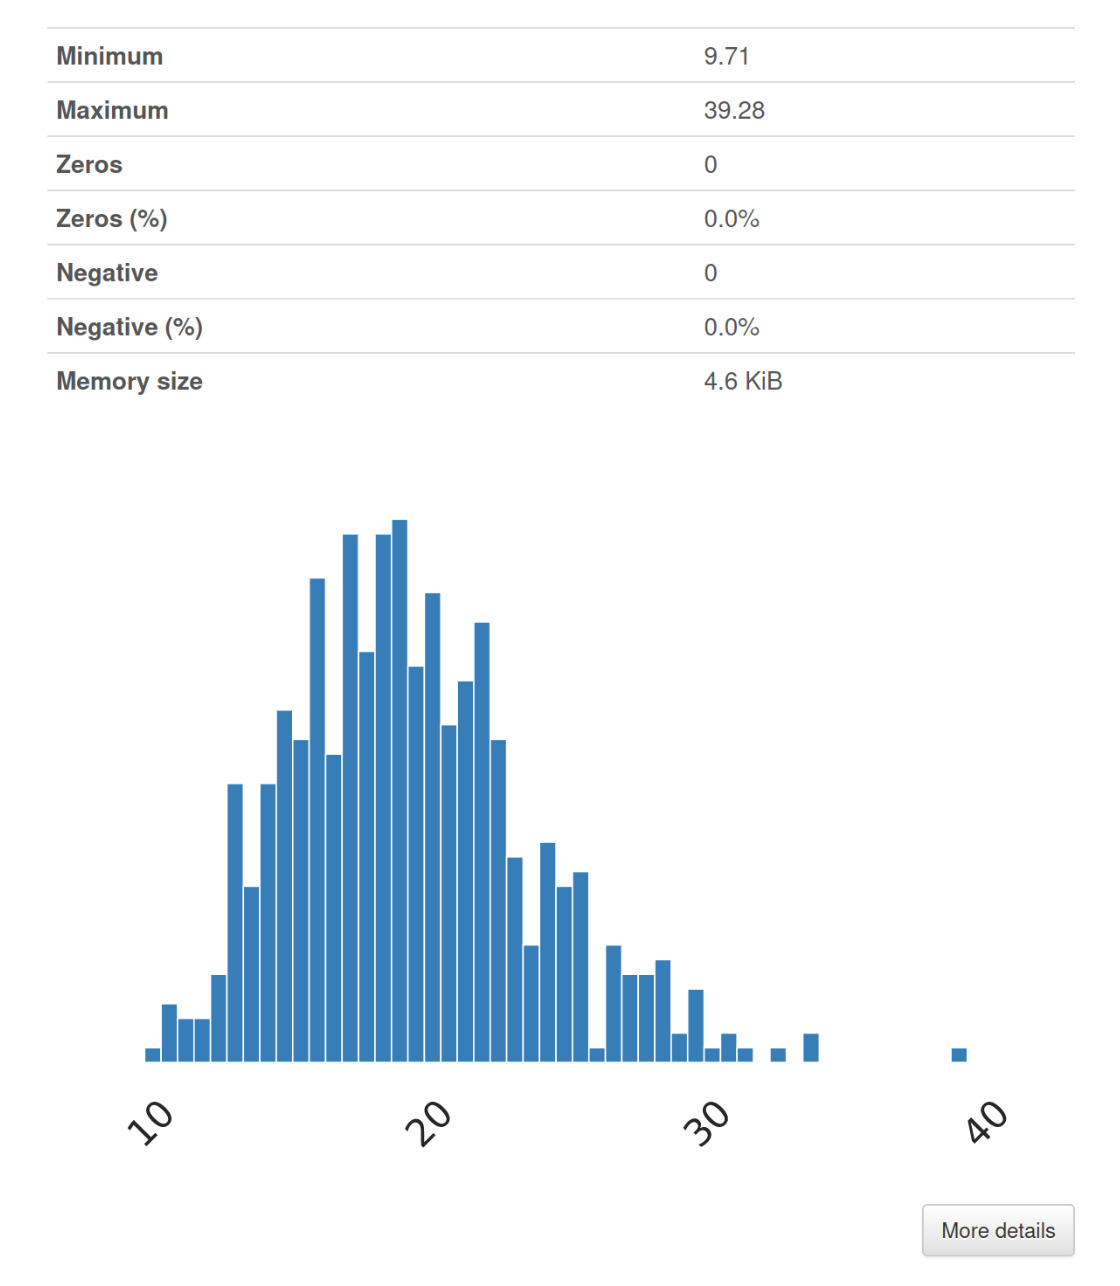 Minimum 9.71
Maximum 39.28
Zeros 0
Zeros (%) 0.0%
Negative 0
Negative (%) 0.0%
Memory size 4.6 KiB
10 20 30 40
More details